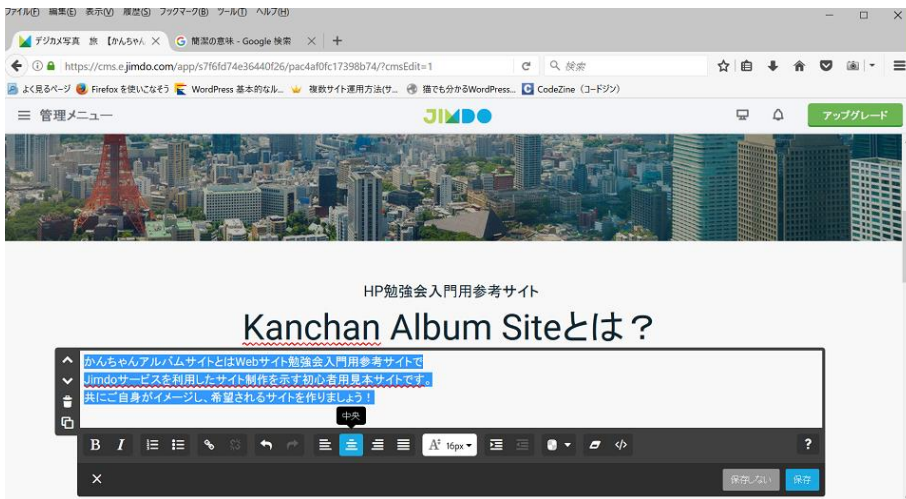 ファイル(F) 編集(E) 表示(V) 履歴(S) ブックマーク(B) ツール(T) ヘルプ(H)
デジカメ写真 旅 【かんちゃん
簡潔の意味 - Google 検索
https://cms.e.jimdo.com/app/s7f6fd74e36440f26/pac4af0fc17398b74/?cmsEdit=1
検索
よく見るページ Firefox を使いこなそう WordPress 基本的なル... 複数サイト運用方法(サ... 猫でも分かるWordPress... CodeZine(コードジン)
管理メニュー
JIMDO
アップグレード
HP勉強会入門用参考サイト
Kanchan Album Siteとは？
かんちゃんアルバムサイトとはWebサイト勉強会入門用参考サイトで
Jimdoサービスを利用したサイト制作を示す初心者用見本サイトです。
共にご自身がイメージし、希望されるサイトを作りましょう！
中央
B I A 16px ?
保存しない 保存